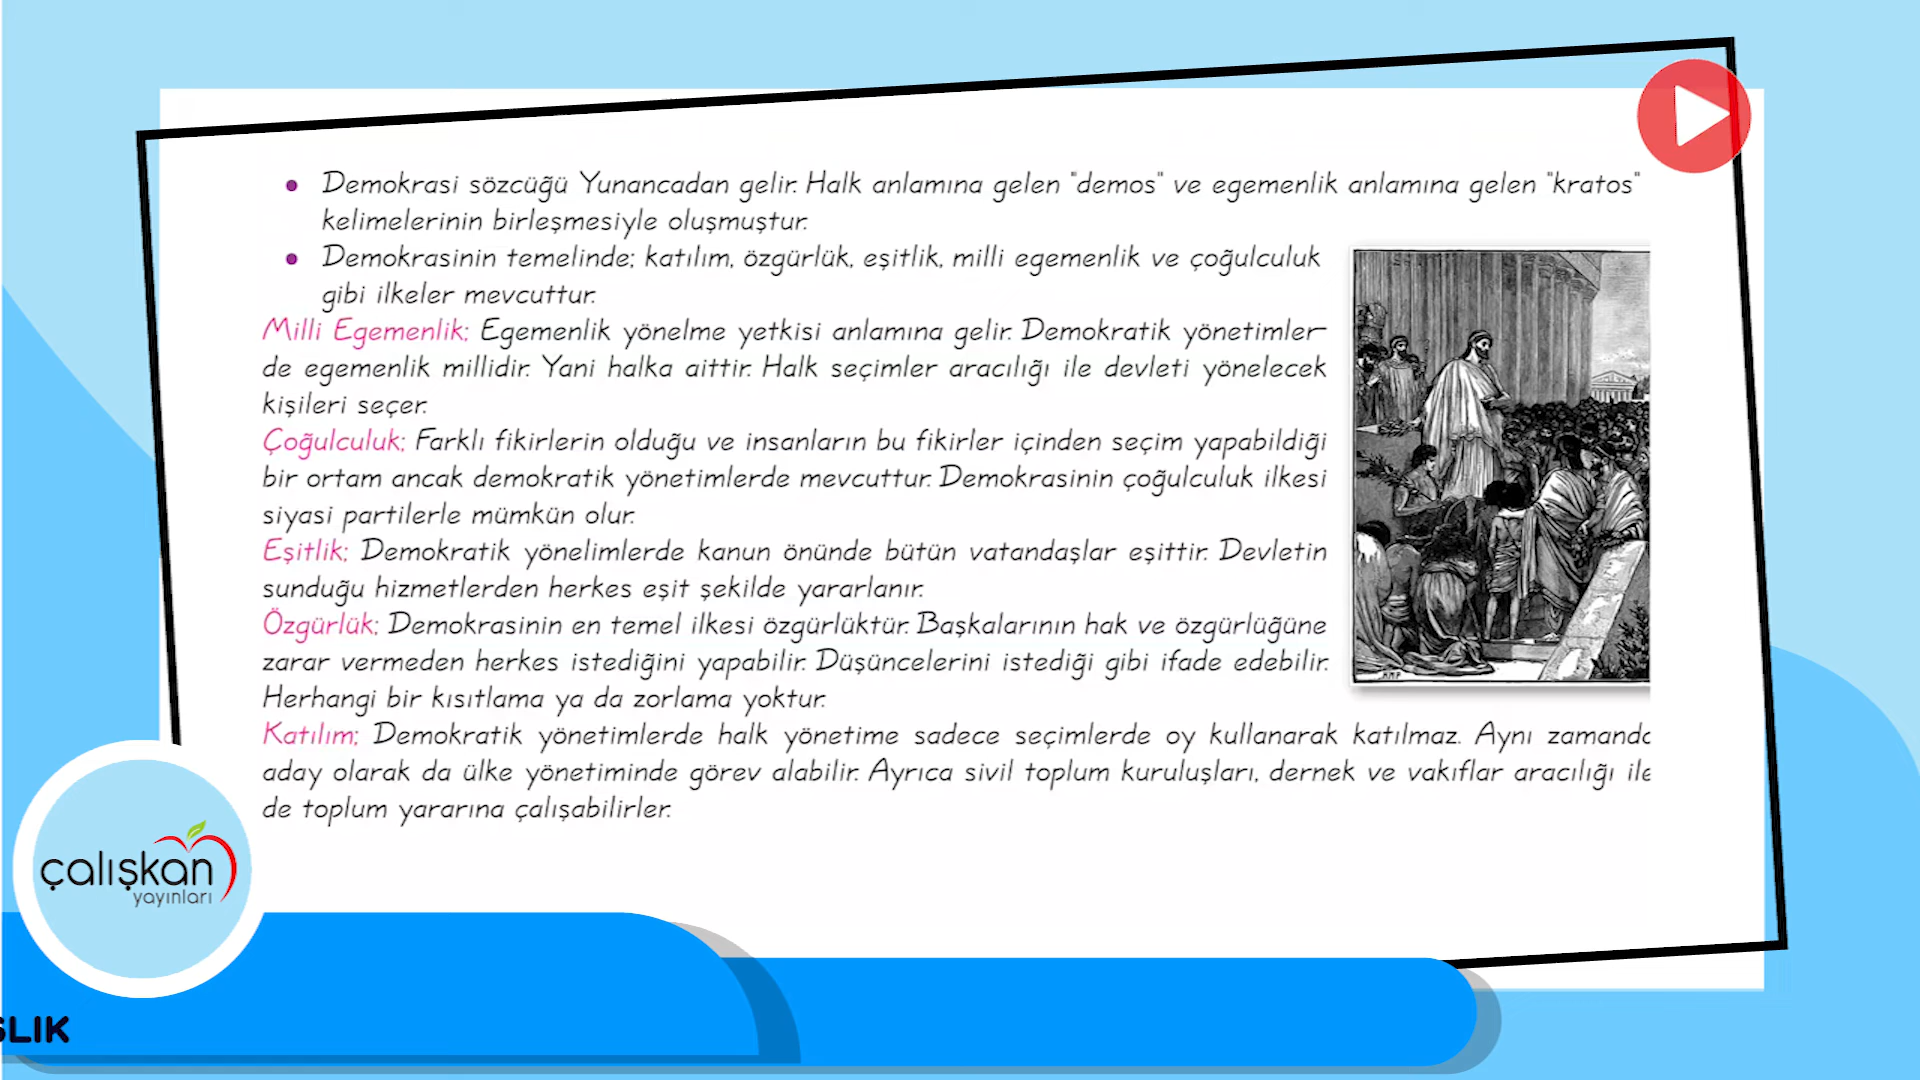 Demokrasi sözcüğü Yunancadan gelir. Halk anlamına gelen "demos" ve egemenlik anlamına gelen "kratos"
kelimelerinin birleşmesiyle oluşmuştur.
Demokrasinin temelinde; katılım, özgürlük, eşitlik, milli egemenlik ve çoğulculuk
gibi ilkeler mevcuttur.
Milli Egemenlik; Egemenlik yönelme yetkisi anlamına gelir. Demokratik yönetimler-
de egemenlik millidir. Yani halka aittir. Halk seçimler aracılığı ile devleti yönelecek
kişileri seçer.
Çoğulculuk; Farklı fikirlerin olduğu ve insanların bu fikirler içinden seçim yapabildiği
bir ortam ancak demokratik yönetimlerde mevcuttur. Demokrasinin çoğulculuk ilkesi
siyasi partilerle mümkün olur.
Eşitlik; Demokratik yönelimlerde kanun önünde bütün vatandaşlar eşittir. Devletin
sunduğu hizmetlerden herkes eşit şekilde yararlanır.
Özgürlük; Demokrasinin en temel ilkesi özgürlüktür. Başkalarının hak ve özgürlüğüne
zarar vermeden herkes istediğini yapabilir. Düşüncelerini istediği gibi ifade edebilir.
Herhangi bir kısıtlama ya da zorlama yoktur.
Katılım; Demokratik yönetimlerde halk yönetime sadece seçimlerde oy kullanarak katılmaz. Aynı
aday olarak da ülke yönetiminde görev alabilir. Ayrıca sivil toplum kuruluşları, dernek ve vakıflar aracılığı ile
de toplum yararına çalışabilirler.
çalışkan
yayınları